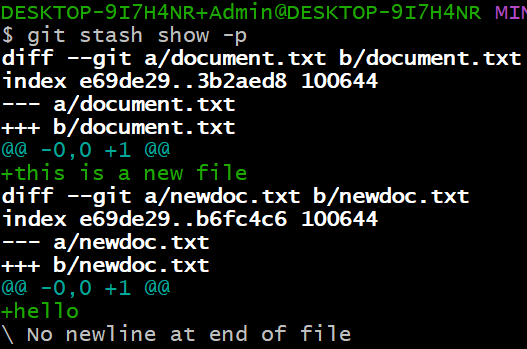 DESKTOP-9I7H4NR+Admin@DESKTOP-9I7H4NR MIN
$ git stash show -p
diff --git a/document.txt b/document.txt
index e69de29..3b2aed8 100644
--- a/document.txt
+++ b/document.txt
@@ -0,0 +1 @@
+this is a new file
diff --git a/newdoc.txt b/newdoc.txt
index e69de29..b6fc4c6 100644
--- a/newdoc.txt
+++ b/newdoc.txt
@@ -0,0 +1 @@
+hello
\ No newline at end of file